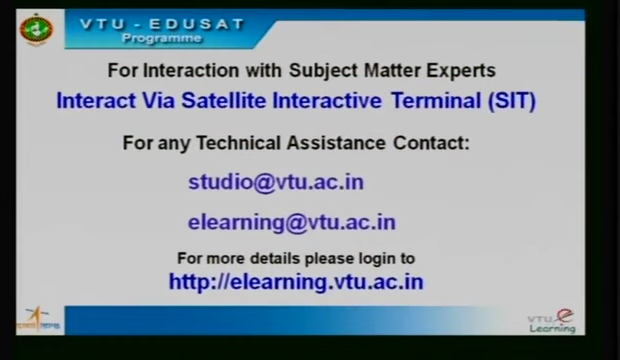 VTU - EDUSAT
Programme
For Interaction with Subject Matter Experts
Interact Via Satellite Interactive Terminal (SIT)
For any Technical Assistance Contact:
studio@vtu.ac.in
elearning@vtu.ac.in
For more details please login to
http://elearning.vtu.ac.in
VTU e
Learning